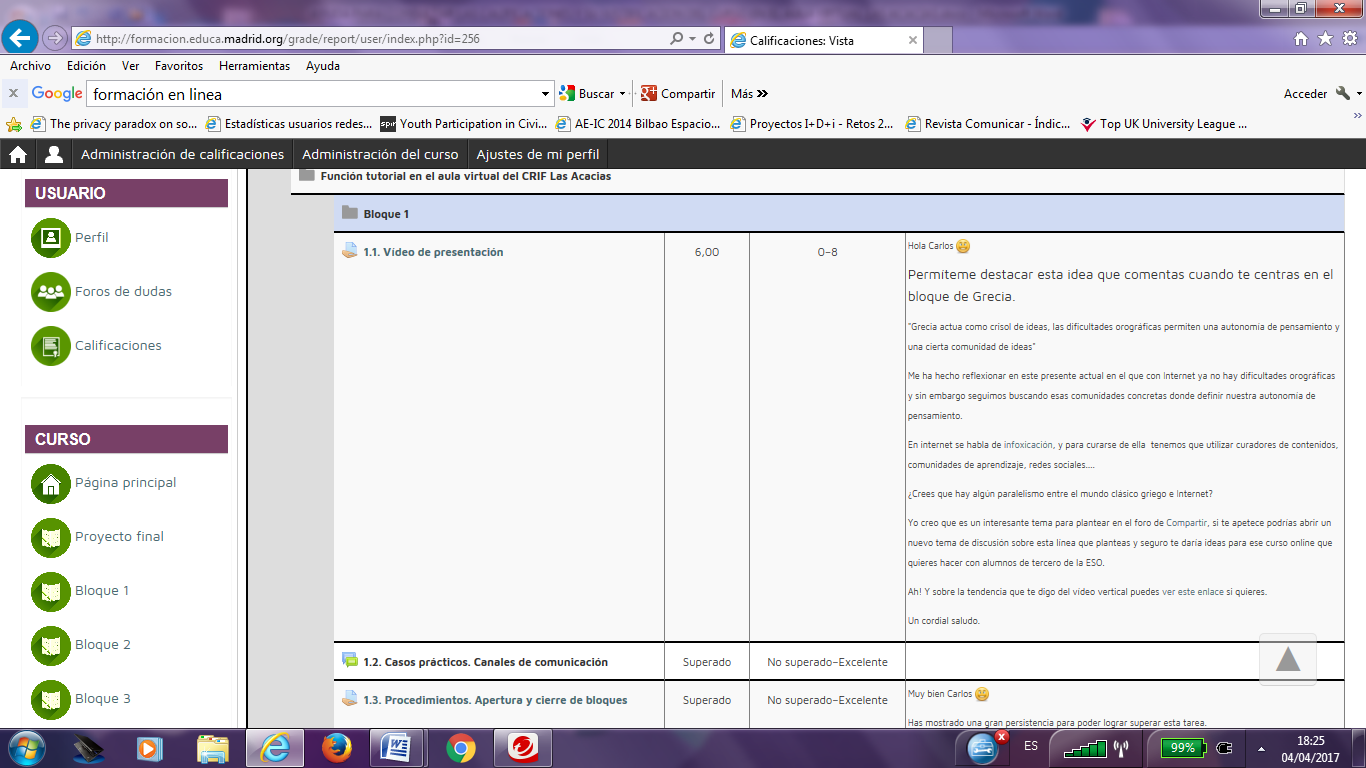 http://formacion.educa.madrid.org/grade/report/user/index.php?id=256
Calificaciones: Vista
Archivo Edición Ver Favoritos Herramientas Ayuda
x Google formación en linea Buscar Compartir Más Acceder
The privacy paradox on so... Estadísticas usuarios redes... Youth Participation in Civi... AE-IC 2014 Bilbao Espacio... Proyectos I+D+i - Retos 2... Revista Comunicar - Índic... Top UK University League ...
Administración de calificaciones Administración del curso Ajustes de mi perfil
USUARIO
Perfil
Foros de dudas
Calificaciones
CURSO
Página principal
Proyecto final
Bloque 1
Bloque 2
Bloque 3
Función tutorial en el aula virtual del CRIF Las Acacias
Bloque 1
1.1. Vídeo de presentación 6,00 0–8
Hola Carlos
Permíteme destacar esta idea que comentas cuando te centras en el
bloque de Grecia.
"Grecia actua como crisol de ideas, las dificultades orográficas permiten una autonomía de pensamiento y
una cierta comunidad de ideas"
Me ha hecho reflexionar en este presente actual en el que con Internet ya no hay dificultades orográficas
y sin embargo seguimos buscando esas comunidades concretas donde definir nuestra autonomía de
pensamiento.
En internet se habla de infoxicación, y para curarse de ella tenemos que utilizar curadores de contenidos,
comunidades de aprendizaje, redes sociales....
¿Crees que hay algún paralelismo entre el mundo clásico griego e Internet?
Yo creo que es un interesante tema para plantear en el foro de Compartir, si te apetece podrías abrir un
nuevo tema de discusión sobre esta línea que planteas y seguro te daría ideas para ese curso online que
quieres hacer con alumnos de tercero de la ESO.
Ah! Y sobre la tendencia que te digo del vídeo vertical puedes ver este enlace si quieres.
Un cordial saludo.
1.2. Casos prácticos. Canales de comunicación Superado No superado–Excelente
1.3. Procedimientos. Apertura y cierre de bloques Superado No superado–Excelente
Muy bien Carlos
Has mostrado una gran persistencia para poder lograr superar esta tarea.
ES 99% 18:25
04/04/2017